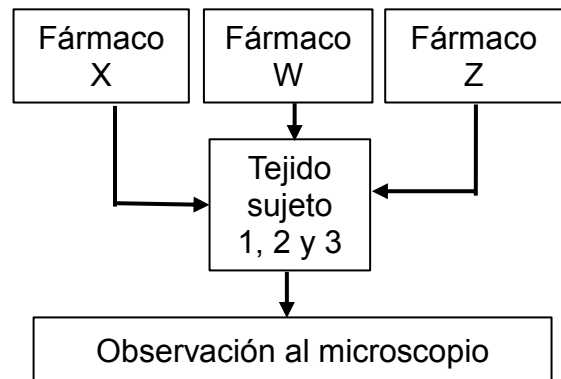 Fármaco
X
Fármaco
W
Fármaco
Z
Tejido
sujeto
1, 2 y 3
Observación al microscopio